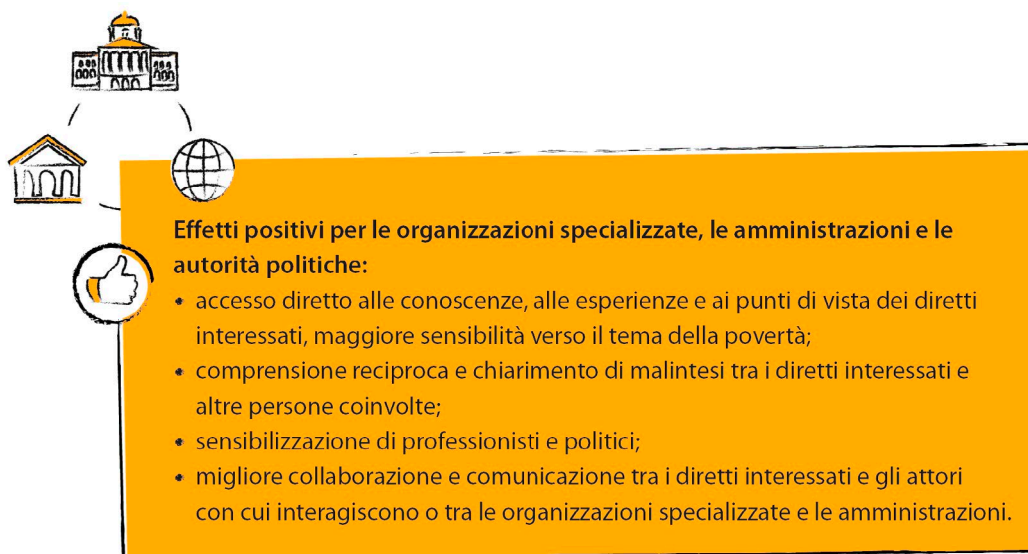 Effetti positivi per le organizzazioni specializzate, le amministrazioni e le
autorità politiche:
• accesso diretto alle conoscenze, alle esperienze e ai punti di vista dei diretti
interessati, maggiore sensibilità verso il tema della povertà;
• comprensione reciproca e chiarimento di malintesi tra i diretti interessati e
altre persone coinvolte;
• sensibilizzazione di professionisti e politici;
• migliore collaborazione e comunicazione tra i diretti interessati e gli attori
con cui interagiscono o tra le organizzazioni specializzate e le amministrazioni.